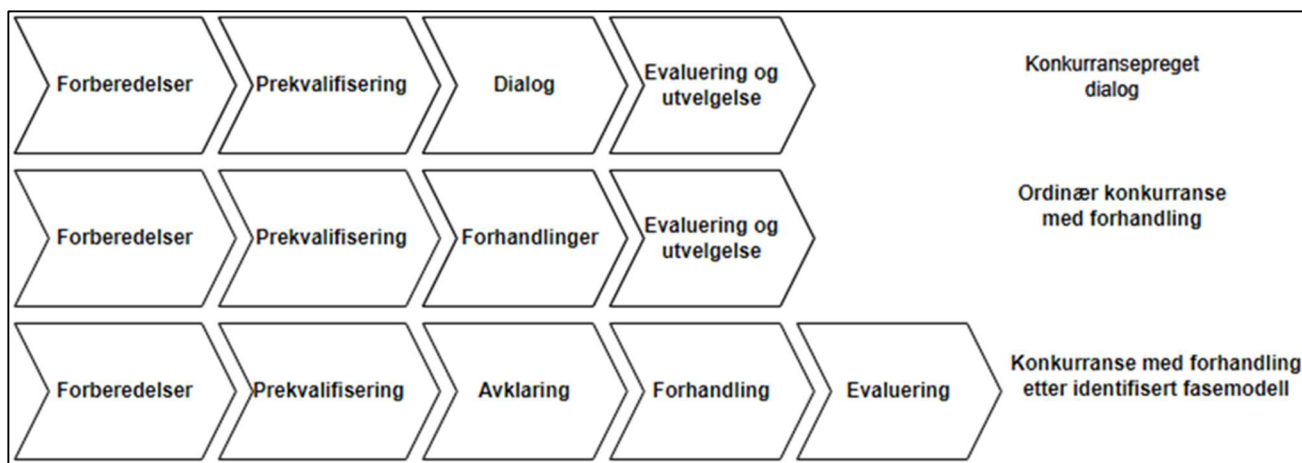 Forberedelser
Prekvalifisering
Dialog
Evaluering og
utvelgelse
Konkurransepreget
dialog
Forberedelser
Prekvalifisering
Forhandlinger
Evaluering og
utvelgelse
Ordinær konkurranse
med forhandling
Forberedelser
Prekvalifisering
Avklaring
Forhandling
Evaluering
Konkurranse med forhandling
etter identifisert fasemodell